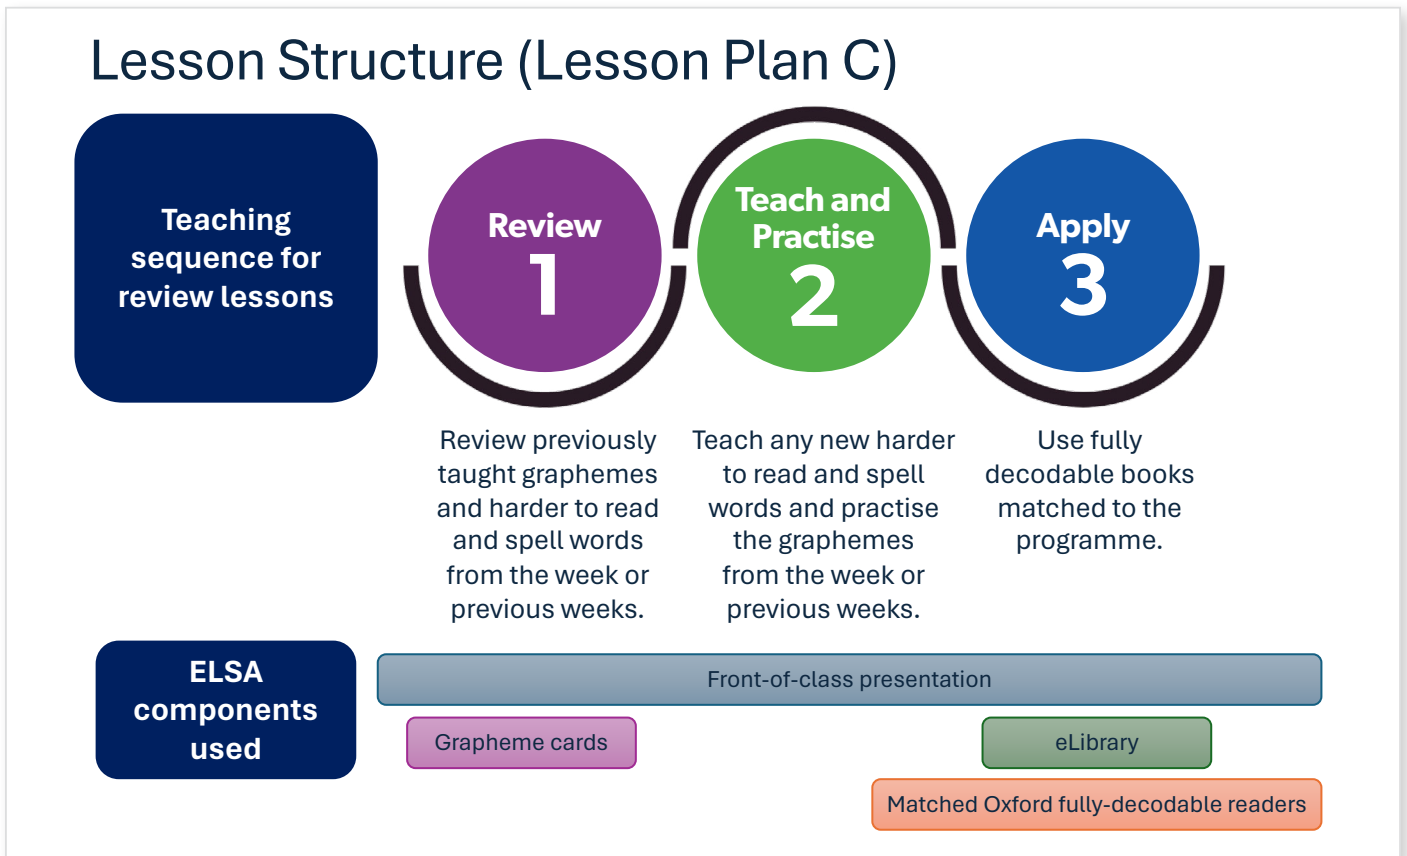 Lesson Structure (Lesson Plan C)
Teaching
sequence for
review lessons
Review
1
Teach and
Practise
2
Apply
3
Review previously
taught graphemes
and harder to read
and spell words
from the week or
previous weeks.
Teach any new harder
to read and spell
words and practise
the graphemes
from the week or
previous weeks.
Use fully
decodable books
matched to the
programme.
ELSA
components
used
Front-of-class presentation
Grapheme cards
eLibrary
Matched Oxford fully-decodable readers